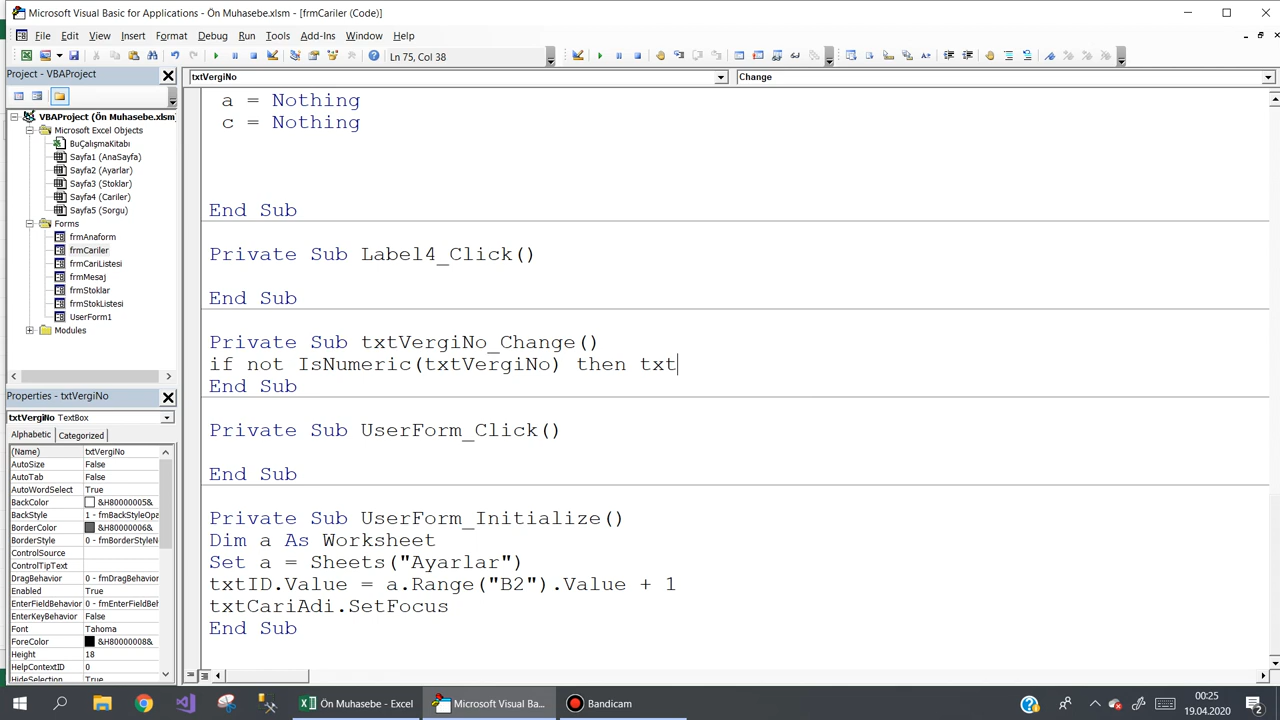 Microsoft Visual Basic for Applications - Ön Muhasebe.xlsm - [frmCariler (Code)]
File Edit View Insert Format Debug Run Tools Add-Ins Window Help
Ln 75, Col 38
Project - VBAProject
txtVergiNo Change
VBAProject (Ön Muhasebe.xlsm)
Microsoft Excel Objects
BuÇalışmaKitabı
Sayfa1 (AnaSayfa)
Sayfa2 (Ayarlar)
Sayfa3 (Stoklar)
Sayfa4 (Cariler)
Sayfa5 (Sorgu)
Forms
frmAnaform
frmCariler
frmCariListesi
frmMesaj
frmStoklar
frmStokListesi
UserForm1
Modules
Properties - txtVergiNo
txtVergiNo TextBox
Alphabetic Categorized
(Name) txtVergiNo
AutoSize False
AutoTab False
AutoWordSelect True
BackColor &H80000005&
BackStyle 1 - fmBackStyleOpa
BorderColor &H80000006&
BorderStyle 0 - fmBorderStyleN
ControlSource
ControlTipText
DragBehavior 0 - fmDragBehavior
Enabled True
EnterFieldBehavior 0 - fmEnterFieldBeh
EnterKeyBehavior False
Font Tahoma
ForeColor &H80000008&
Height 18
HelpContextID 0
HideSelection True
a = Nothing
c = Nothing
End Sub
Private Sub Label4_Click()
End Sub
Private Sub txtVergiNo_Change()
if not IsNumeric(txtVergiNo) then txt
End Sub
Private Sub UserForm_Click()
End Sub
Private Sub UserForm_Initialize()
Dim a As Worksheet
Set a = Sheets("Ayarlar")
txtID.Value = a.Range("B2").Value + 1
txtCariAdi.SetFocus
End Sub
Ön Muhasebe - Excel
Microsoft Visual Ba...
Bandicam
00:25
19.04.2020
2